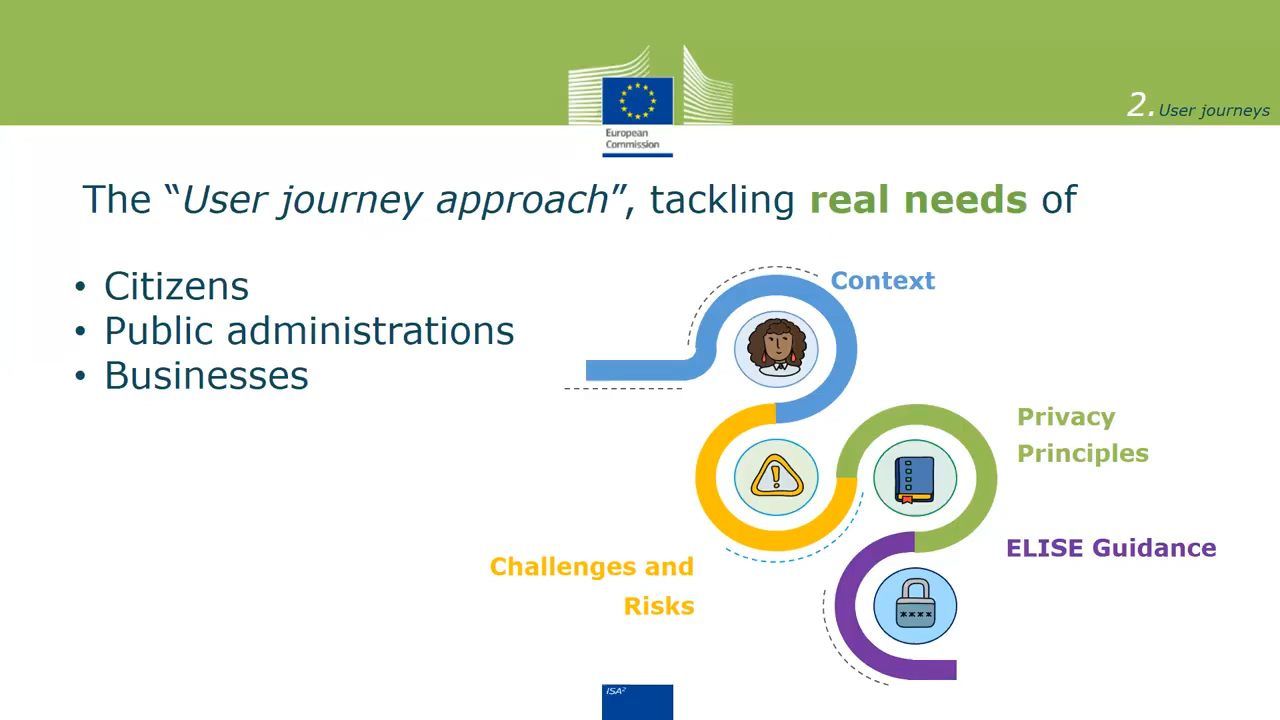 European
Commission
2. User journeys
The “User journey approach”, tackling real needs of
• Citizens
• Public administrations
• Businesses
Context
Privacy
Principles
ELISE Guidance
Challenges and
Risks
****
ISA²